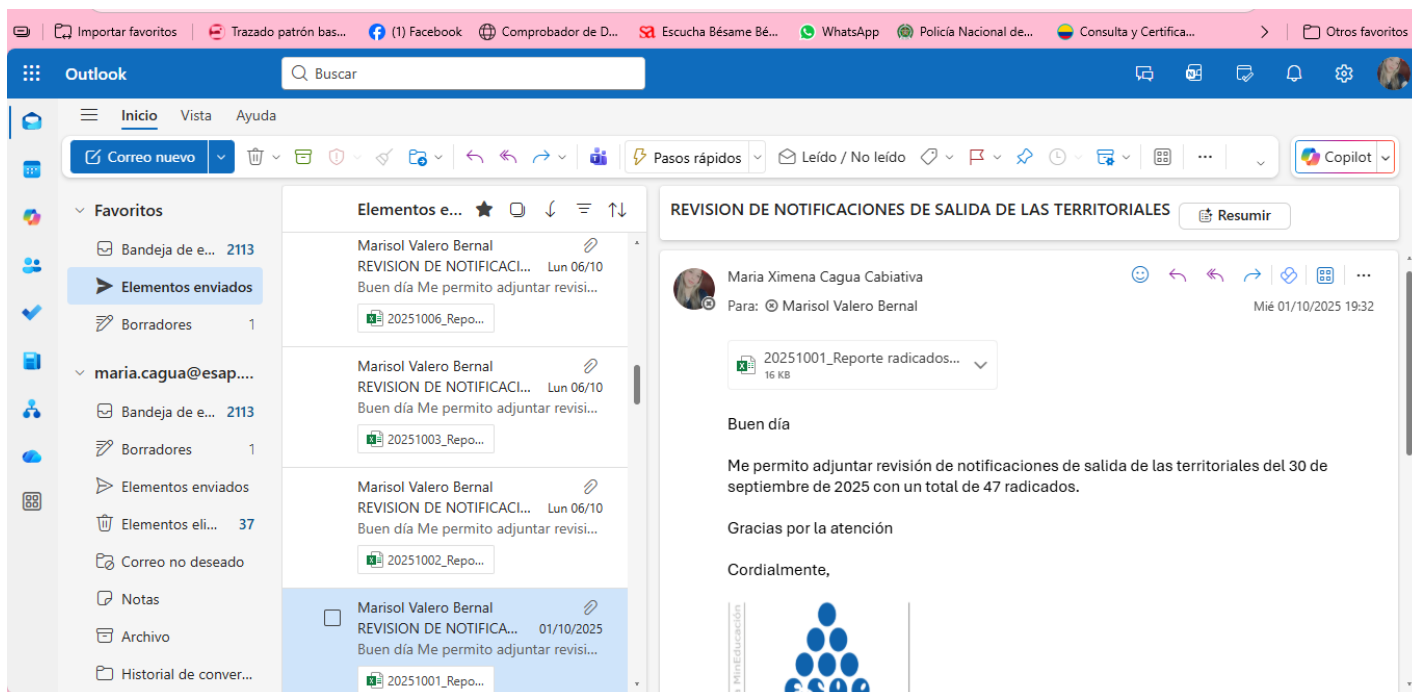 Importar favoritos
Trazado patrón bas...
(1) Facebook
Comprobador de D...
Escucha Bésame Bé...
WhatsApp
Policía Nacional de...
Consulta y Certifica...
Otros favoritos
Outlook
Buscar
Inicio Vista Ayuda
Correo nuevo
Pasos rápidos
Leído / No leído
Copilot
Favoritos
Bandeja de e... 2113
Elementos enviados
Borradores 1
maria.cagua@esap....
Bandeja de e... 2113
Borradores 1
Elementos enviados
Elementos eli... 37
Correo no deseado
Notas
Archivo
Historial de conver...
Elementos e...
Marisol Valero Bernal
REVISION DE NOTIFICACI... Lun 06/10
Buen día Me permito adjuntar revisi...
20251006_Repo...
Marisol Valero Bernal
REVISION DE NOTIFICACI... Lun 06/10
Buen día Me permito adjuntar revisi...
20251003_Repo...
Marisol Valero Bernal
REVISION DE NOTIFICACI... Lun 06/10
Buen día Me permito adjuntar revisi...
20251002_Repo...
Marisol Valero Bernal
REVISION DE NOTIFICA... 01/10/2025
Buen día Me permito adjuntar revisi...
20251001_Repo...
REVISION DE NOTIFICACIONES DE SALIDA DE LAS TERRITORIALES
Resumir
Maria Ximena Cagua Cabiativa
Para: Marisol Valero Bernal
Mié 01/10/2025 19:32
20251001_Reporte radicados...
16 KB
Buen día
Me permito adjuntar revisión de notificaciones de salida de las territoriales del 30 de
septiembre de 2025 con un total de 47 radicados.
Gracias por la atención
Cordialmente,
MinEducación